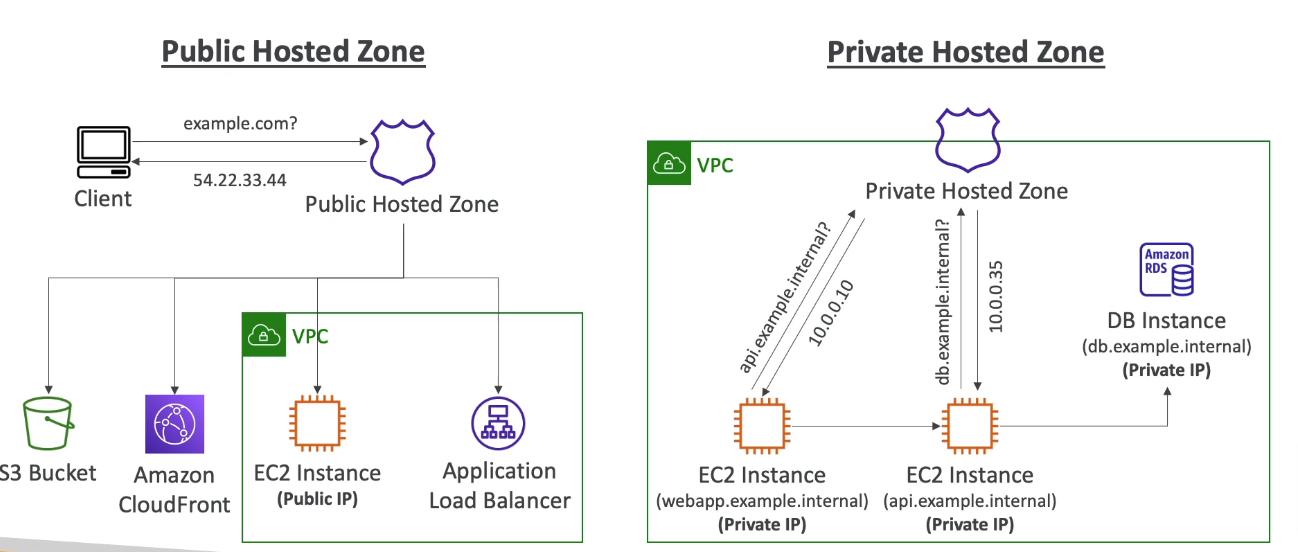 Public Hosted Zone
example.com?
54.22.33.44
Client
Public Hosted Zone
VPC
S3 Bucket
Amazon
CloudFront
EC2 Instance
(Public IP)
Application
Load Balancer
Private Hosted Zone
VPC
Private Hosted Zone
api.example.internal?
10.0.0.10
db.example.internal?
10.0.0.35
Amazon
RDS
DB Instance
(db.example.internal)
(Private IP)
EC2 Instance
(webapp.example.internal)
(Private IP)
EC2 Instance
(api.example.internal)
(Private IP)